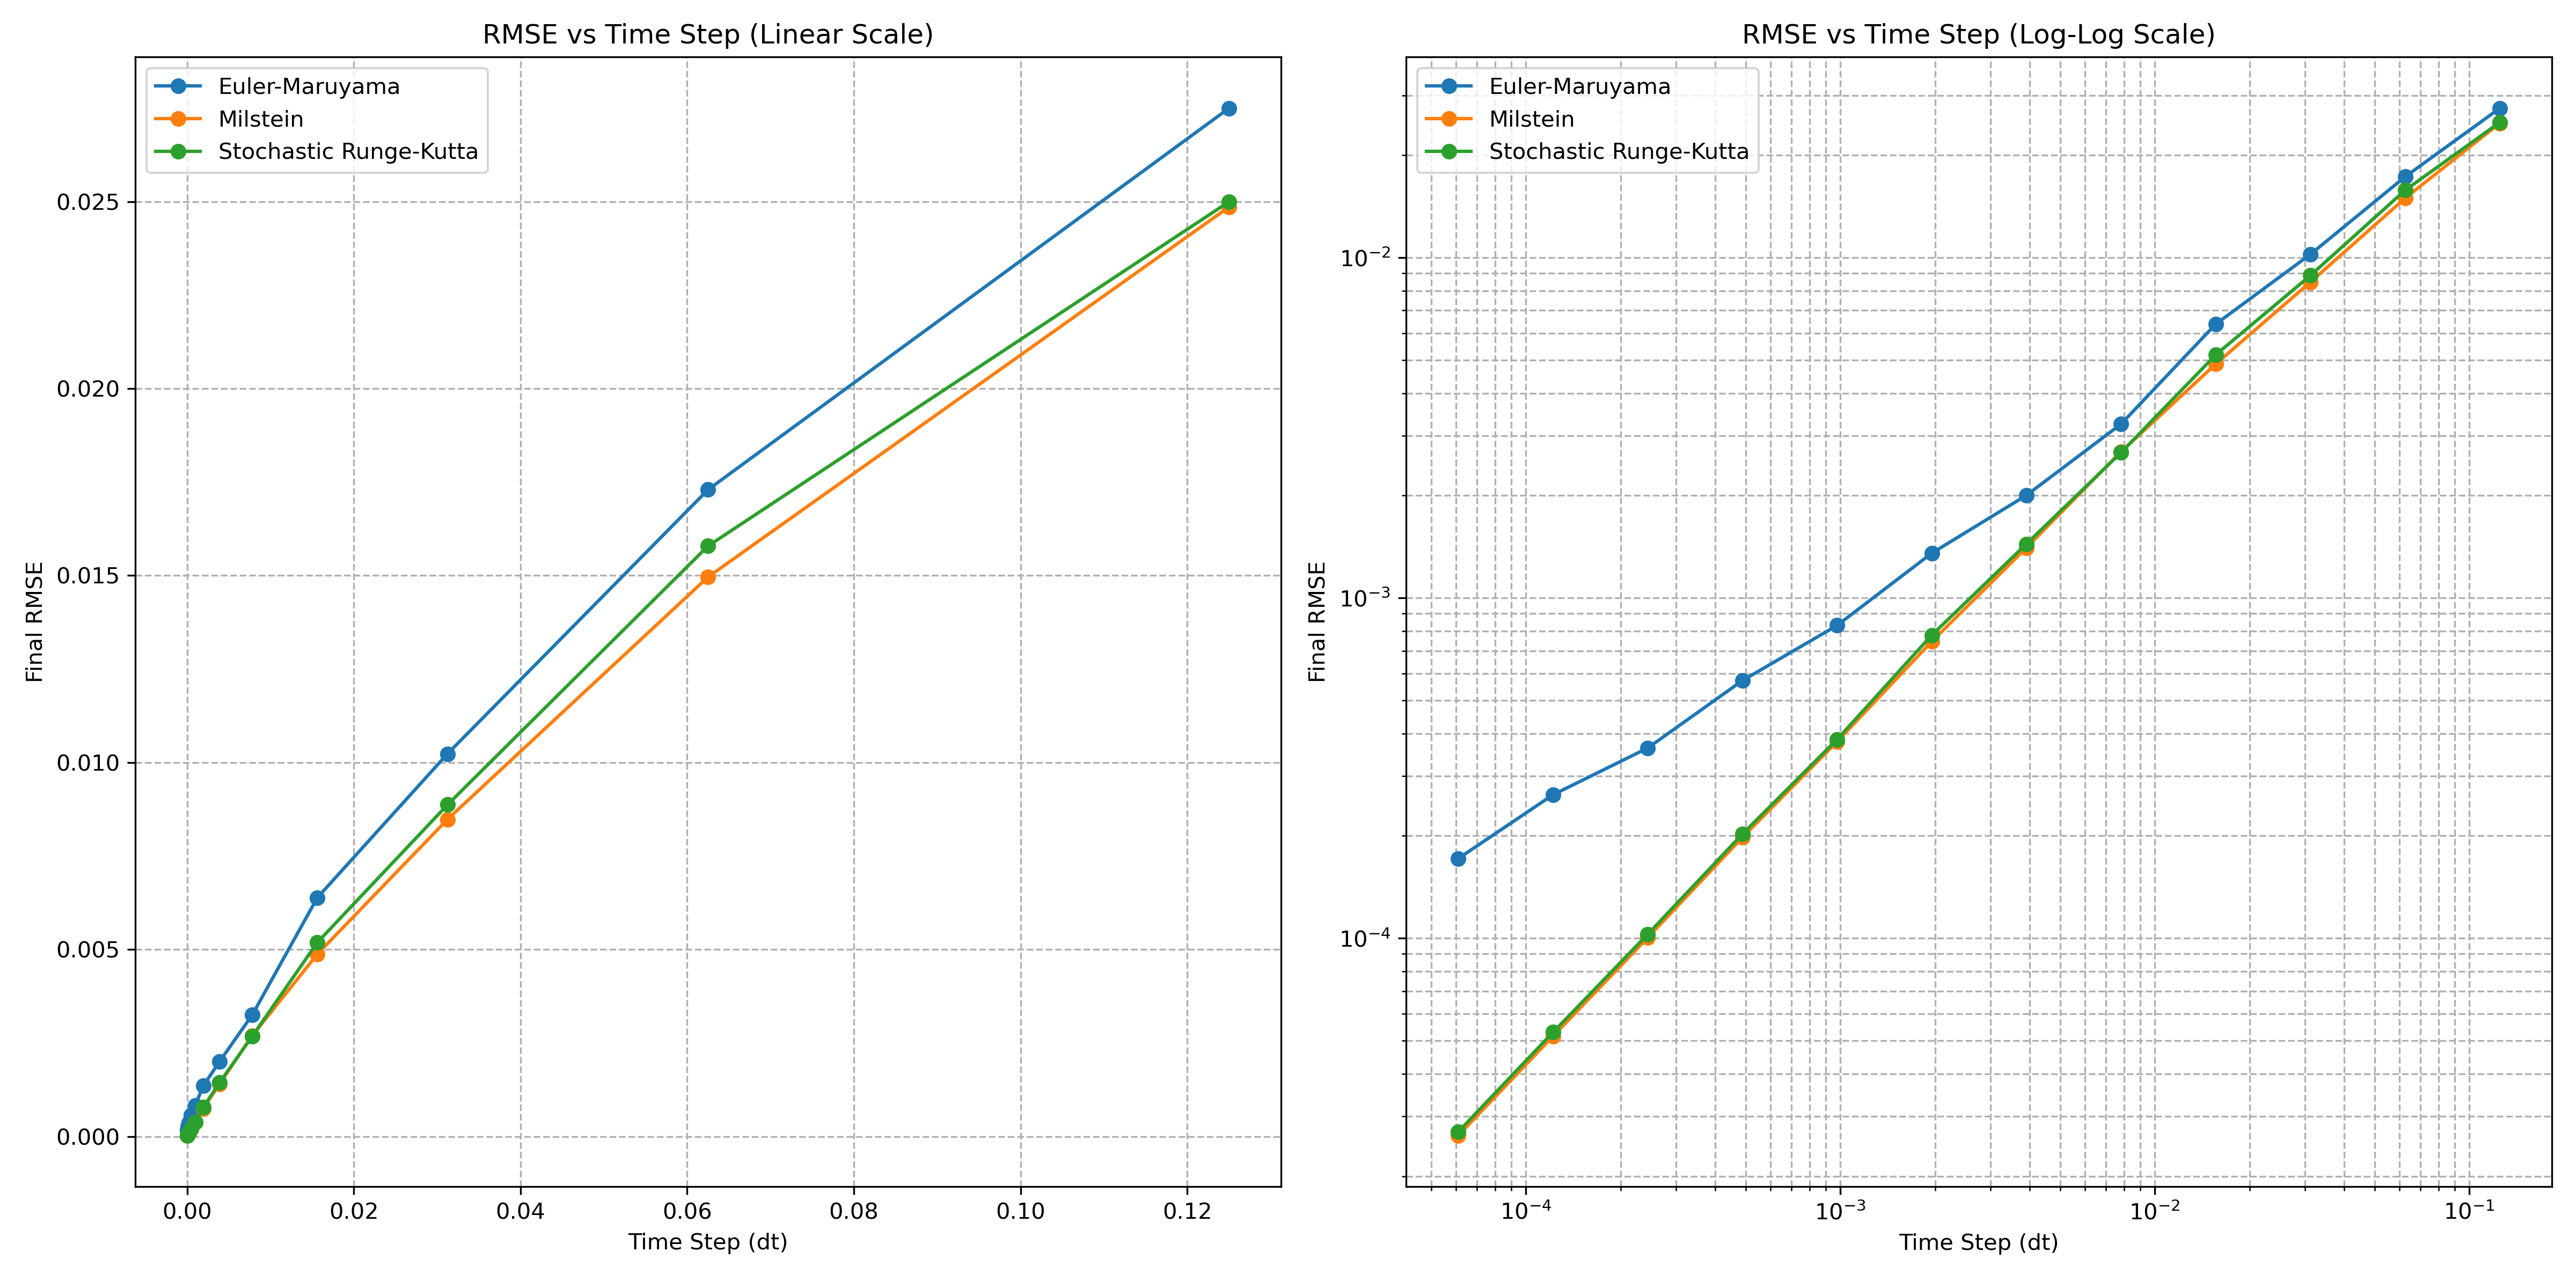 RMSE vs Time Step (Linear Scale)
Euler-Maruyama
Milstein
Stochastic Runge-Kutta
Final RMSE
0.025
0.020
0.015
0.010
0.005
0.000
0.00 0.02 0.04 0.06 0.08 0.10 0.12
Time Step (dt)
RMSE vs Time Step (Log-Log Scale)
Euler-Maruyama
Milstein
Stochastic Runge-Kutta
Final RMSE
10⁻²
10⁻³
10⁻⁴
10⁻⁴ 10⁻³ 10⁻² 10⁻¹
Time Step (dt)